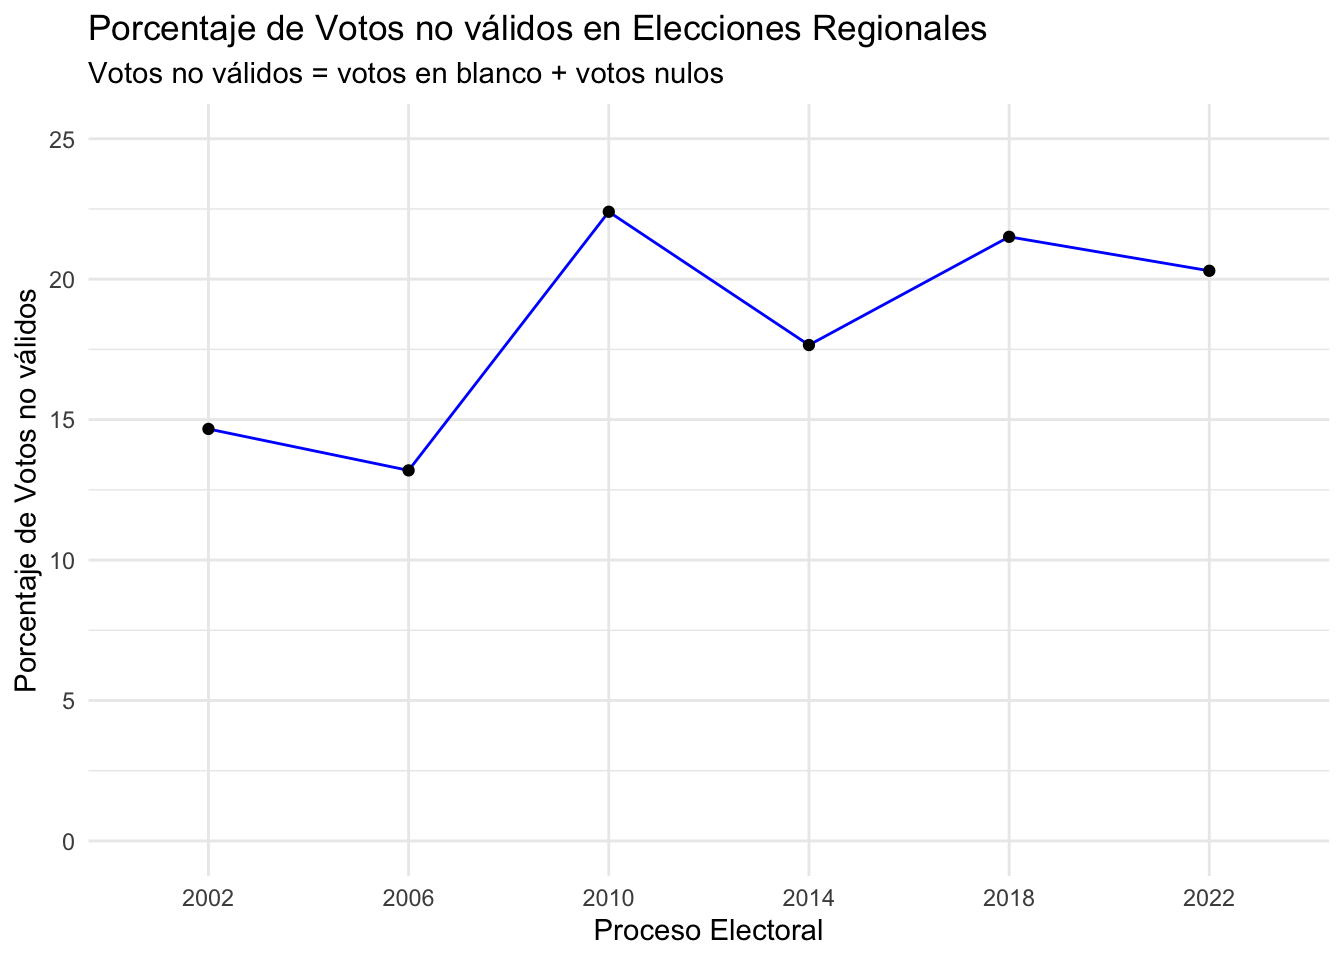 Porcentaje de Votos no válidos en Elecciones Regionales
Votos no válidos = votos en blanco + votos nulos
Porcentaje de Votos no válidos
25
20
15
10
5
0
2002 2006 2010 2014 2018 2022
Proceso Electoral